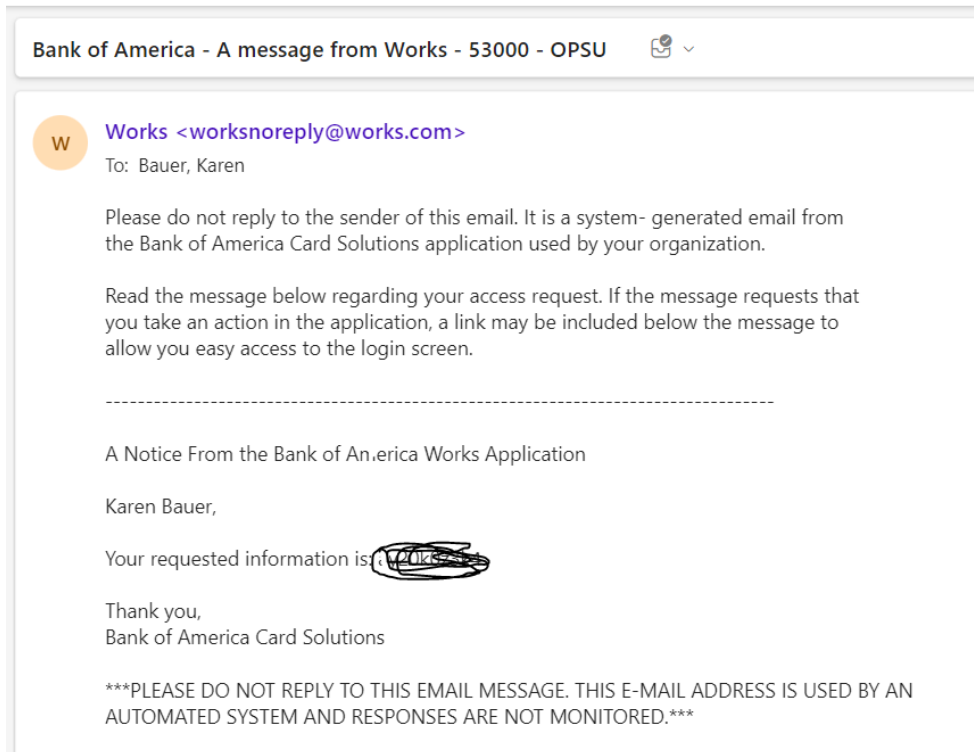 Bank of America - A message from Works - 53000 - OPSU
W
Works <worksnoreply@works.com>
To: Bauer, Karen
Please do not reply to the sender of this email. It is a system- generated email from
the Bank of America Card Solutions application used by your organization.
Read the message below regarding your access request. If the message requests that
you take an action in the application, a link may be included below the message to
allow you easy access to the login screen.
------------------------------------------------------------------------------------
A Notice From the Bank of An.erica Works Application
Karen Bauer,
Your requested information is:
Thank you,
Bank of America Card Solutions
***PLEASE DO NOT REPLY TO THIS EMAIL MESSAGE. THIS E-MAIL ADDRESS IS USED BY AN
AUTOMATED SYSTEM AND RESPONSES ARE NOT MONITORED.***